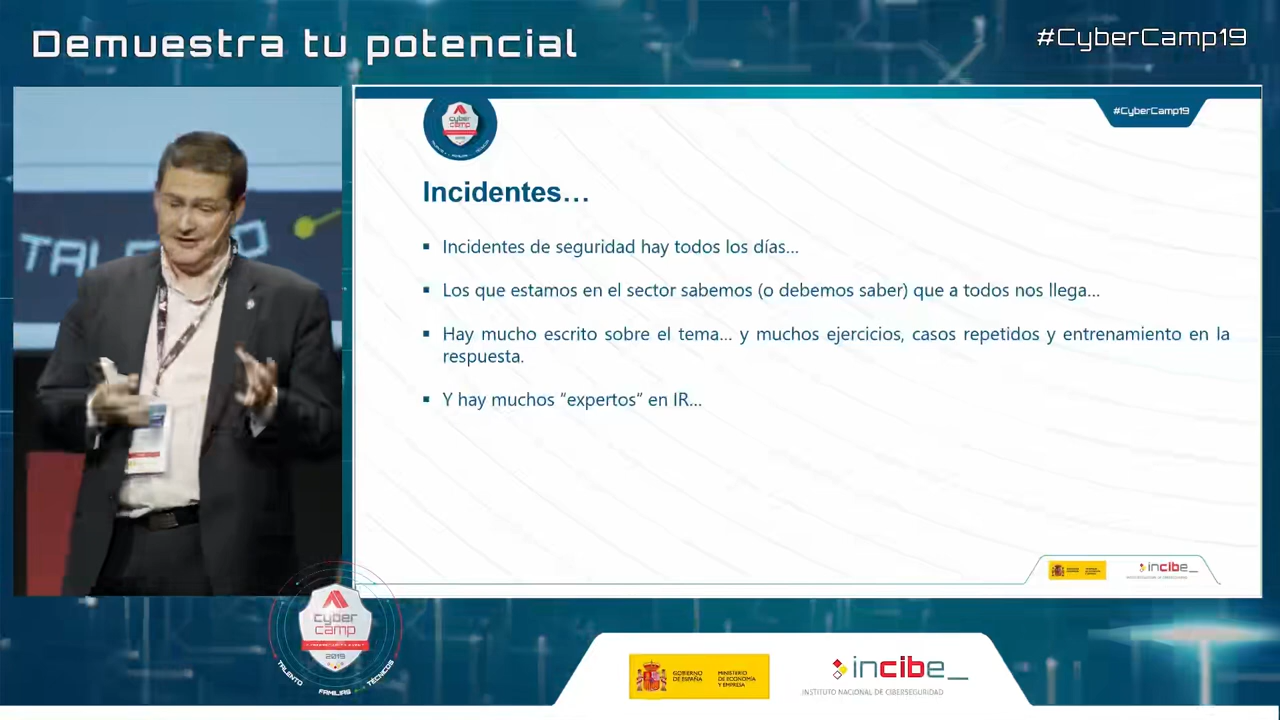 Demuestra tu potencial
#CyberCamp19
#CyberCamp19
cyber
camp
Incidentes…
▪ Incidentes de seguridad hay todos los días…
▪ Los que estamos en el sector sabemos (o debemos saber) que a todos nos llega…
▪ Hay mucho escrito sobre el tema… y muchos ejercicios, casos repetidos y entrenamiento en la
respuesta.
▪ Y hay muchos “expertos” en IR…
incibe_
cyber
camp
2019
TALENTO
FAMILIAS
TÉCNICOS
GOBIERNO
DE ESPAÑA
MINISTERIO
DE ECONOMÍA
Y EMPRESA
incibe_
INSTITUTO NACIONAL DE CIBERSEGURIDAD